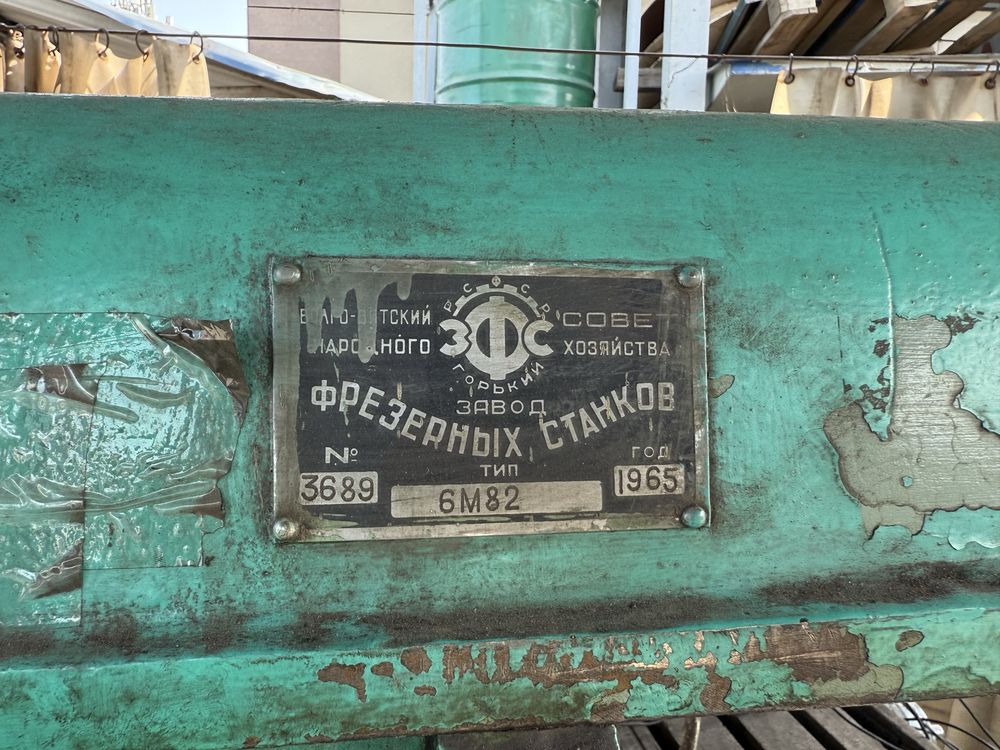 РСФСР
ВОЛГО-ВЯТСКИЙ ЗФС СОВЕТ
НАРОДНОГО ХОЗЯЙСТВА
ГОРЬКИЙ
ЗАВОД
ФРЕЗЕРНЫХ СТАНКОВ
№ ТИП ГОД
3689 6М82 1965